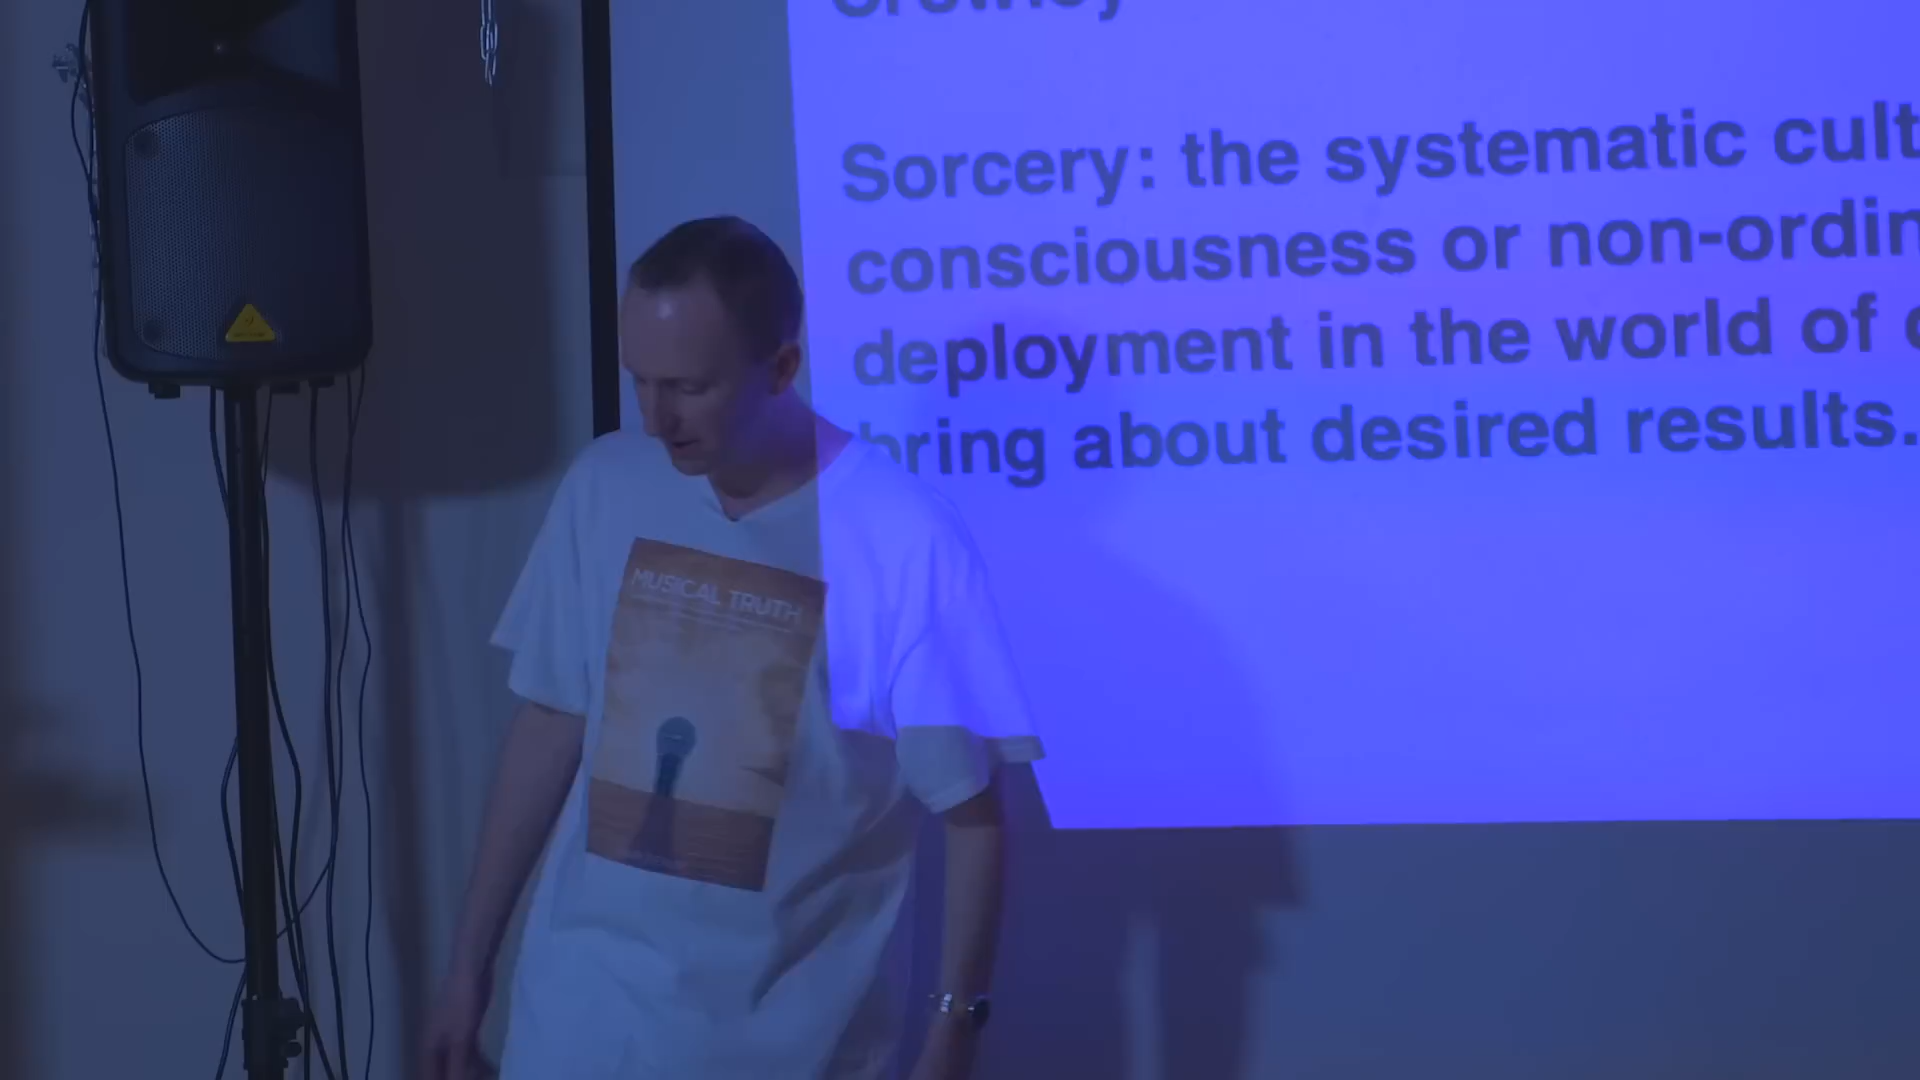 Sorcery: the systematic cult
consciousness or non-ordin
deployment in the world of
bring about desired results.
MUSICAL TRUTH